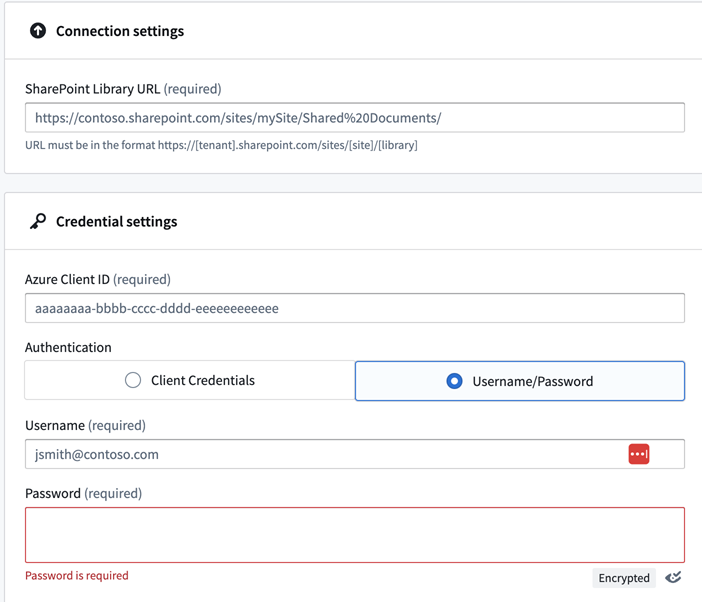 Connection settings
SharePoint Library URL (required)
https://contoso.sharepoint.com/sites/mySite/Shared%20Documents/
URL must be in the format https://[tenant].sharepoint.com/sites/[site]/[library]
Credential settings
Azure Client ID (required)
aaaaaaaa-bbbb-cccc-dddd-eeeeeeeeeeee
Authentication
Client Credentials Username/Password
Username (required)
jsmith@contoso.com
Password (required)
Password is required Encrypted